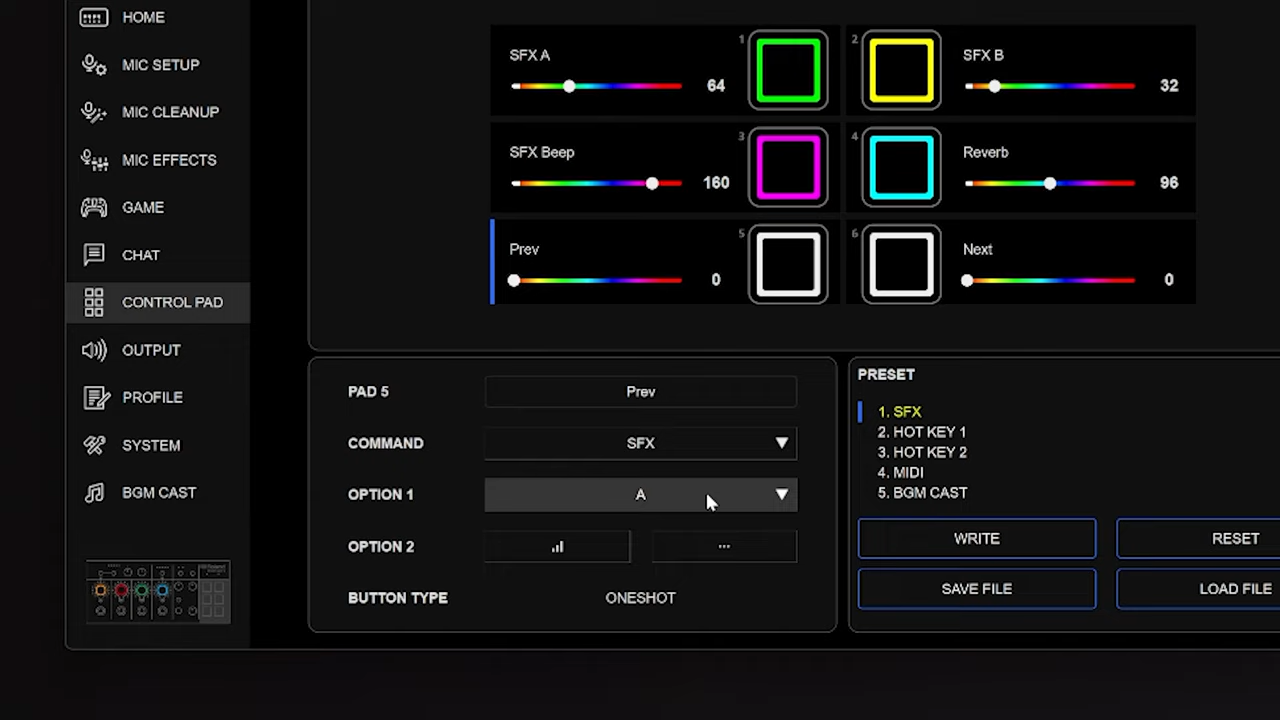 HOME
MIC SETUP
MIC CLEANUP
MIC EFFECTS
GAME
CHAT
CONTROL PAD
OUTPUT
PROFILE
SYSTEM
BGM CAST
SFX A
64
1
2
SFX B
32
SFX Beep
160
3
4
Reverb
96
Prev
0
5
6
Next
0
PAD 5
Prev
COMMAND
SFX
OPTION 1
A
OPTION 2
...
BUTTON TYPE
ONESHOT
PRESET
1. SFX
2. HOT KEY 1
3. HOT KEY 2
4. MIDI
5. BGM CAST
WRITE
RESET
SAVE FILE
LOAD FILE